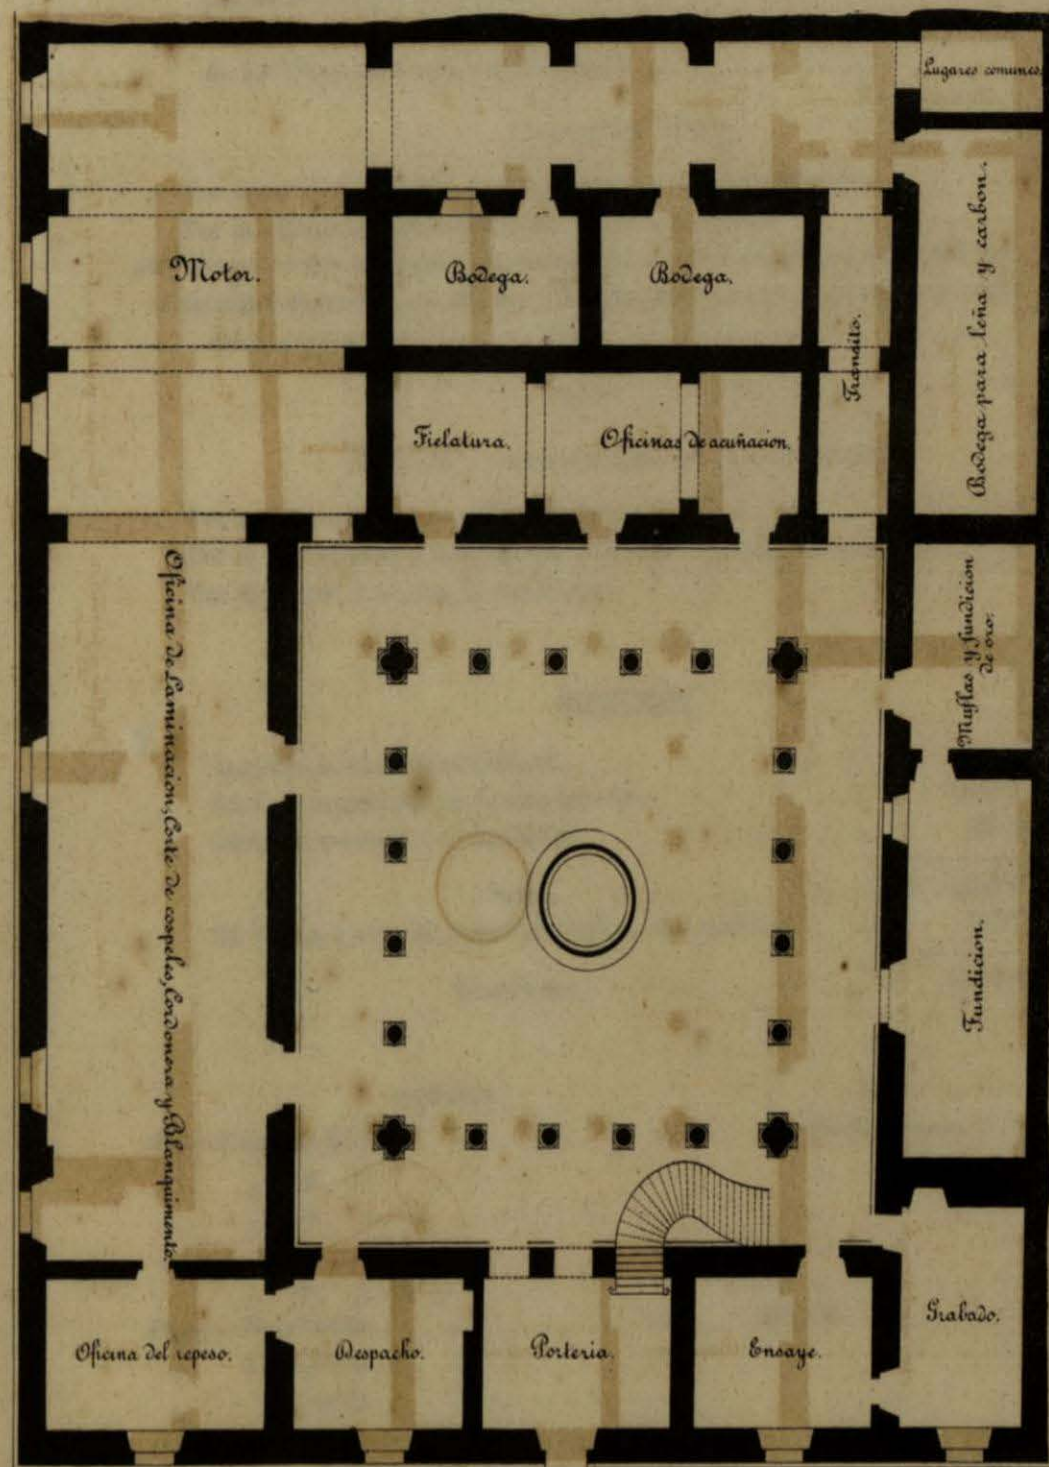 Lugares comunes.
Motor.
Bodega.
Bodega.
Tránsito.
Bodega para leña y carbon.
Fielatura.
Oficinas de acuñacion.
Oficina de Laminacion, Corte de cospeles, Cordonera y Blanquimento.
Muflas y fundicion
de oro.
Fundicion.
Oficina del repeso.
Despacho.
Porteria.
Ensaye.
Grabado.